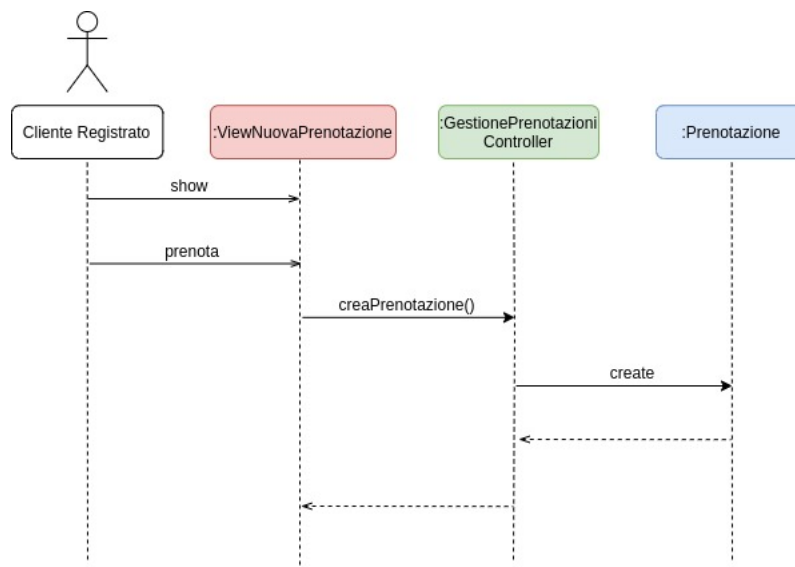 Cliente Registrato
:ViewNuovaPrenotazione
:GestionePrenotazioni
Controller
:Prenotazione
show
prenota
creaPrenotazione()
create